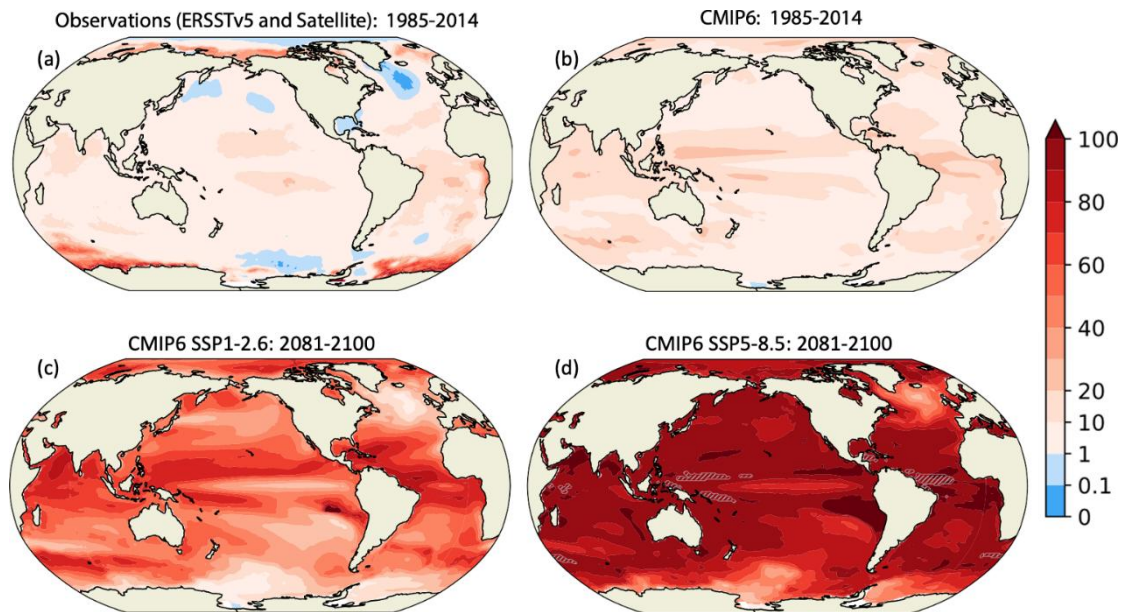 Observations (ERSSTv5 and Satellite): 1985-2014
CMIP6: 1985-2014
(a)
(b)
CMIP6 SSP1-2.6: 2081-2100
CMIP6 SSP5-8.5: 2081-2100
(c)
(d)
100
80
60
40
20
10
1
0.1
0